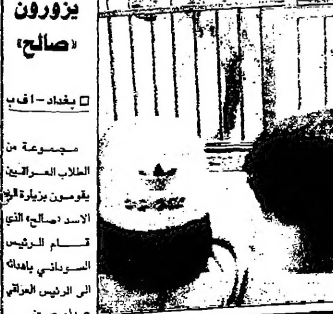 يزورون
«صالح»
بغداد - اف ب
مجموعة من
الطلاب العراقيين
يقومون بزيارة
الاسد «صالح» الذي
قام الرئيس
السوداني باهدائه
الى الرئيس العراقي